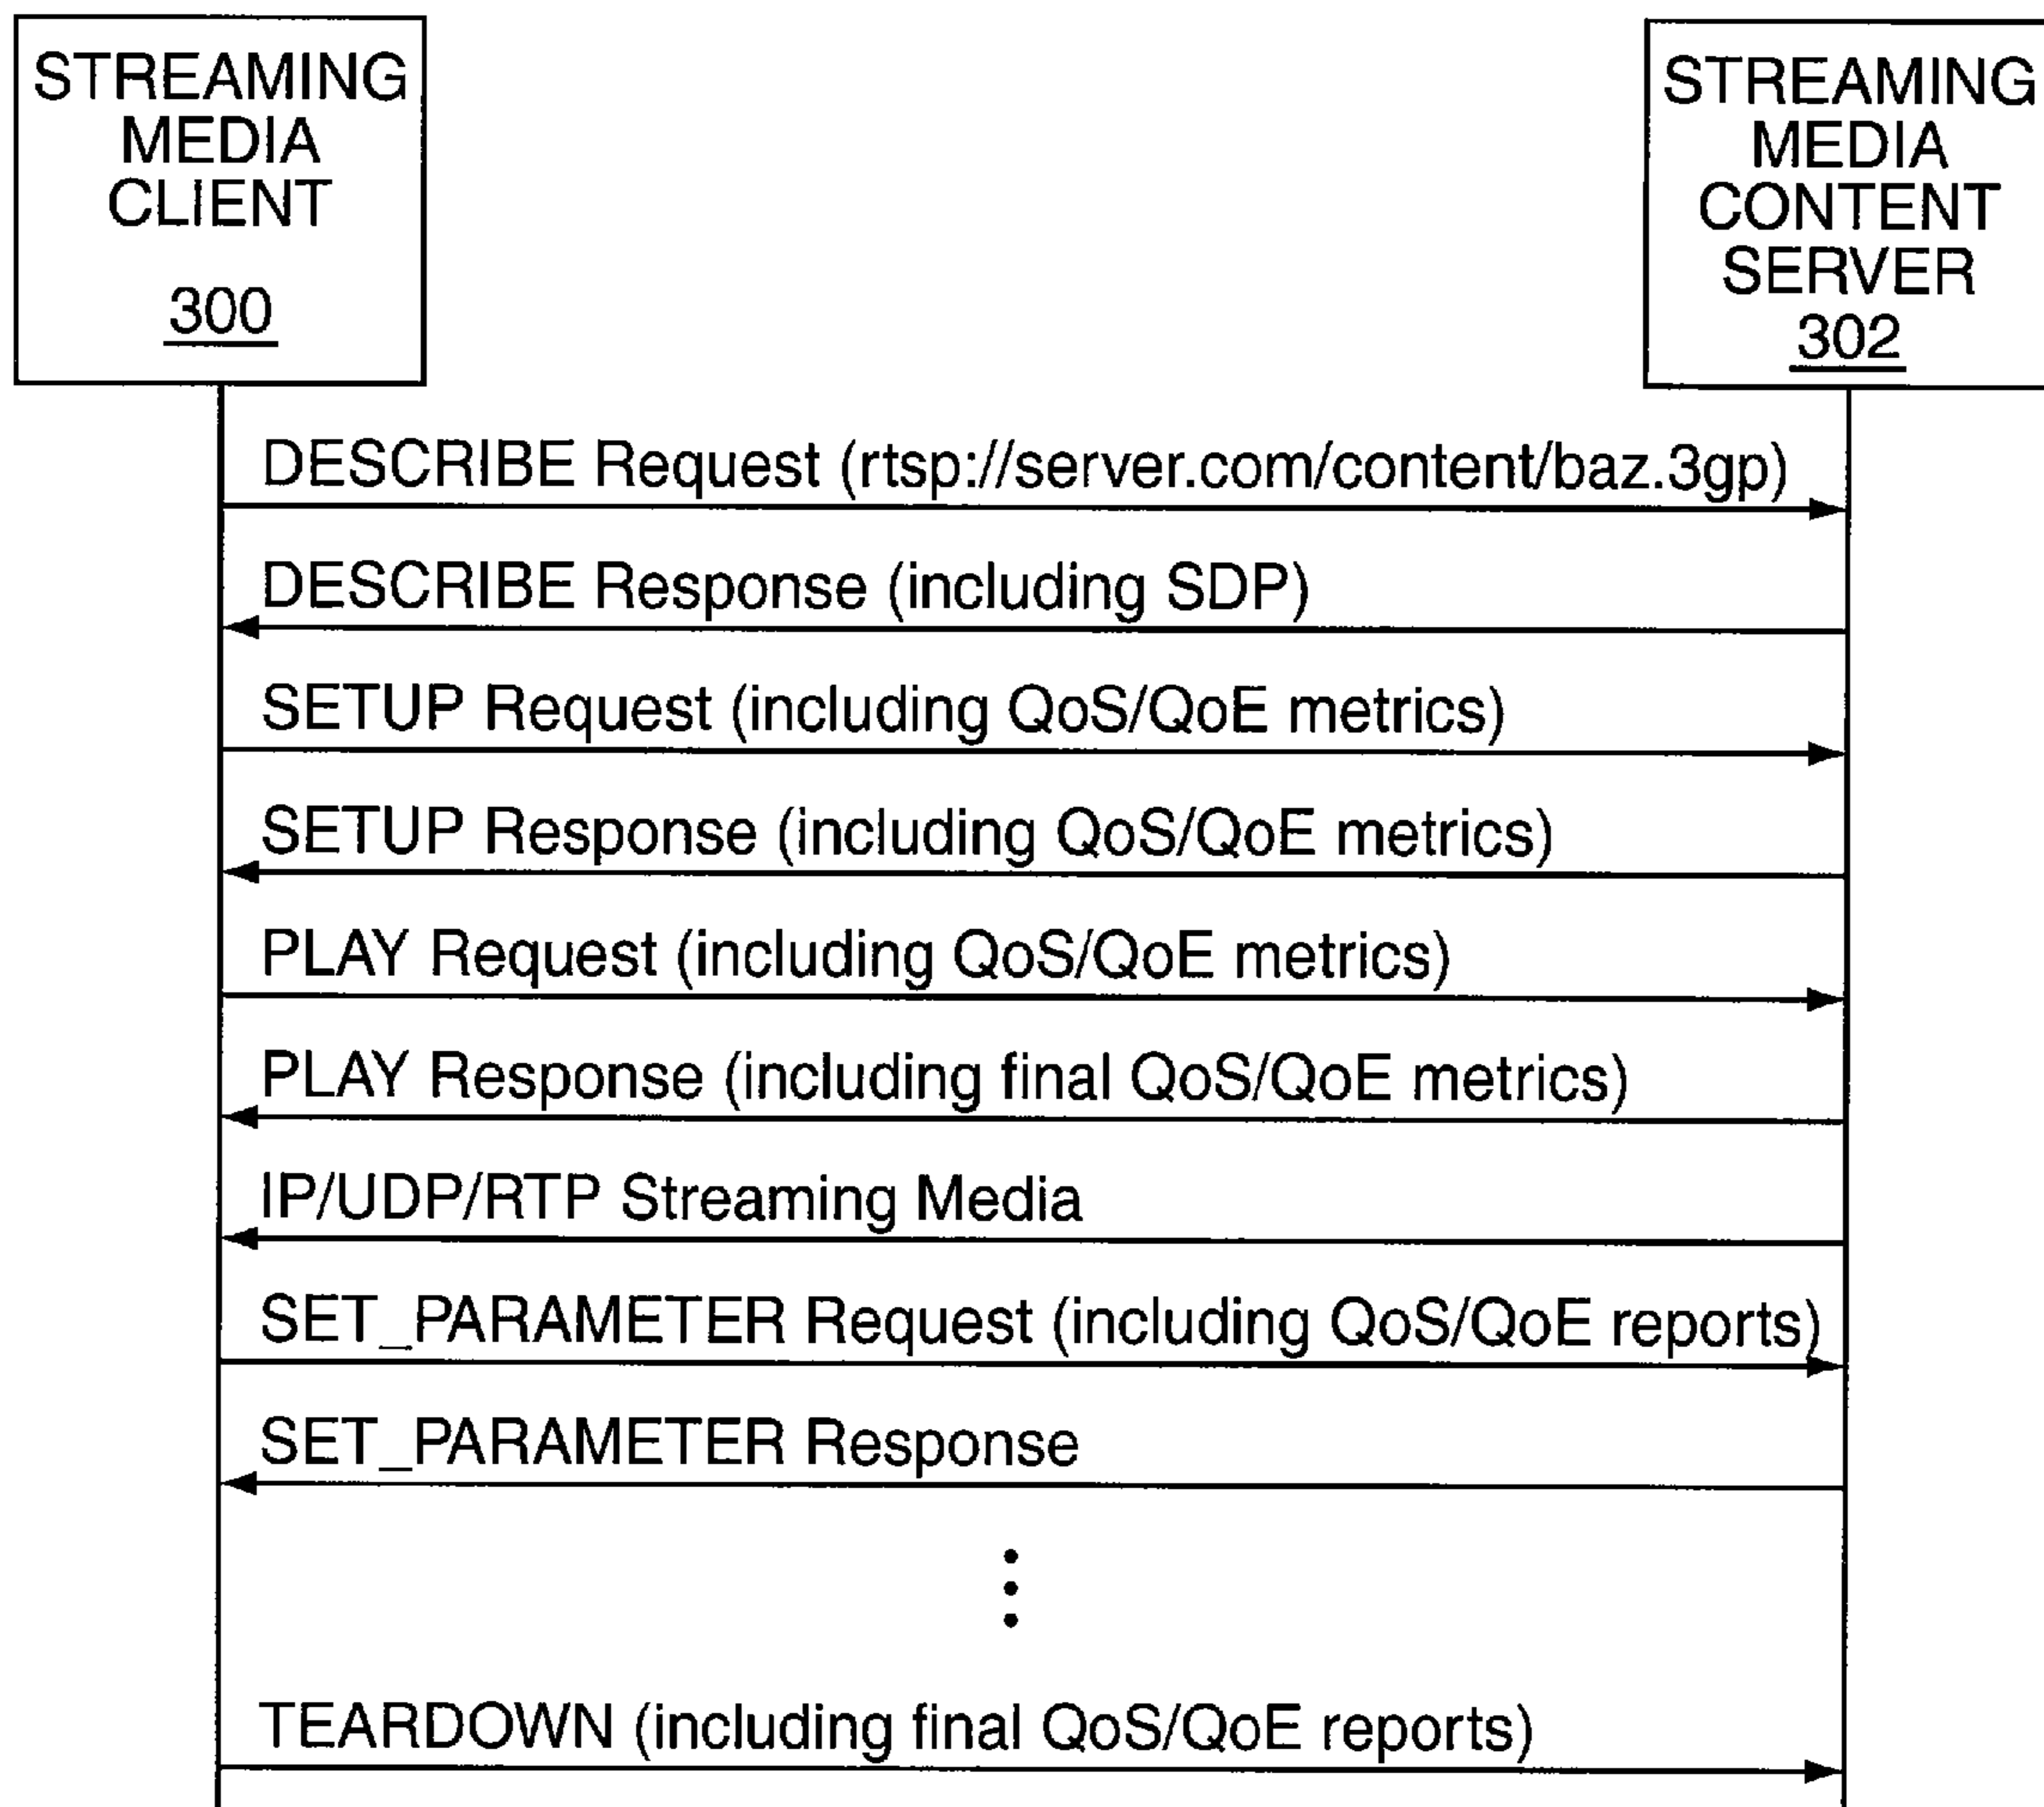 STREAMING
MEDIA
CLIENT
300
STREAMING
MEDIA
CONTENT
SERVER
302
DESCRIBE Request (rtsp://server.com/content/baz.3gp)
DESCRIBE Response (including SDP)
SETUP Request (including QoS/QoE metrics)
SETUP Response (including QoS/QoE metrics)
PLAY Request (including QoS/QoE metrics)
PLAY Response (including final QoS/QoE metrics)
IP/UDP/RTP Streaming Media
SET_PARAMETER Request (including QoS/QoE reports)
SET_PARAMETER Response
TEARDOWN (including final QoS/QoE reports)